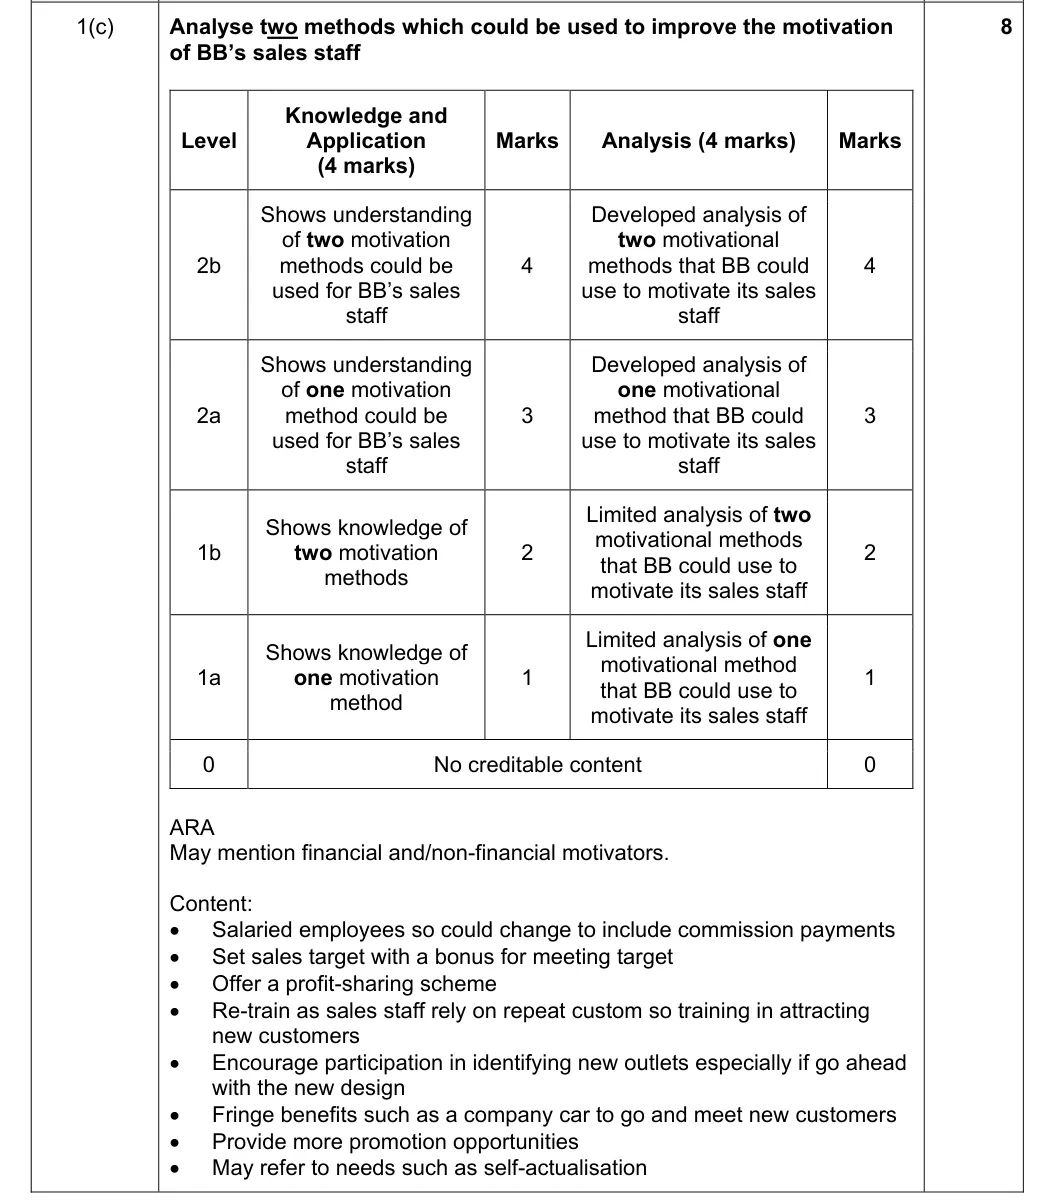 1(c)
Analyse two methods which could be used to improve the motivation
of BB's sales staff
8
Level
Knowledge and
Application
(4 marks)
Marks
Analysis (4 marks)
Marks
2b
Shows understanding
of two motivation
methods could be
used for BB's sales
staff
4
Developed analysis of
two motivational
methods that BB could
use to motivate its sales
staff
4
2a
Shows understanding
of one motivation
method could be
used for BB's sales
staff
3
Developed analysis of
one motivational
method that BB could
use to motivate its sales
staff
3
1b
Shows knowledge of
two motivation
methods
2
Limited analysis of two
motivational methods
that BB could use to
motivate its sales staff
2
1a
Shows knowledge of
one motivation
method
1
Limited analysis of one
motivational method
that BB could use to
motivate its sales staff
1
0
No creditable content
0
ARA
May mention financial and/non-financial motivators.
Content:
• Salaried employees so could change to include commission payments
• Set sales target with a bonus for meeting target
• Offer a profit-sharing scheme
• Re-train as sales staff rely on repeat custom so training in attracting
new customers
• Encourage participation in identifying new outlets especially if go ahead
with the new design
• Fringe benefits such as a company car to go and meet new customers
• Provide more promotion opportunities
• May refer to needs such as self-actualisation